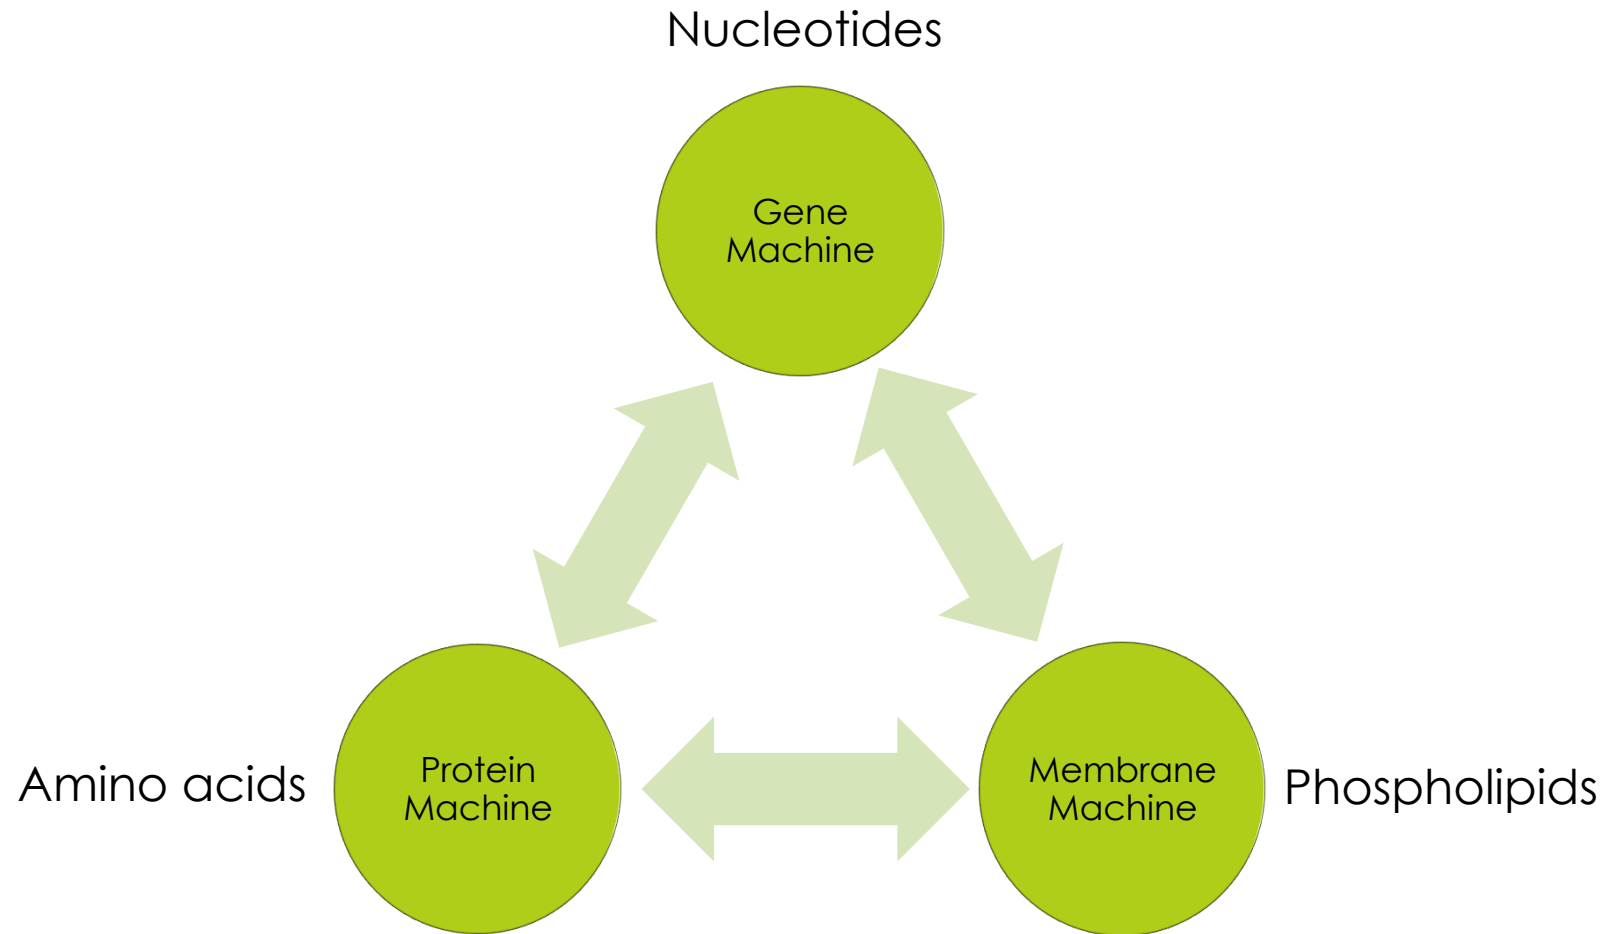 Nucleotides
Gene
Machine
Amino acids
Protein
Machine
Membrane
Machine
Phospholipids